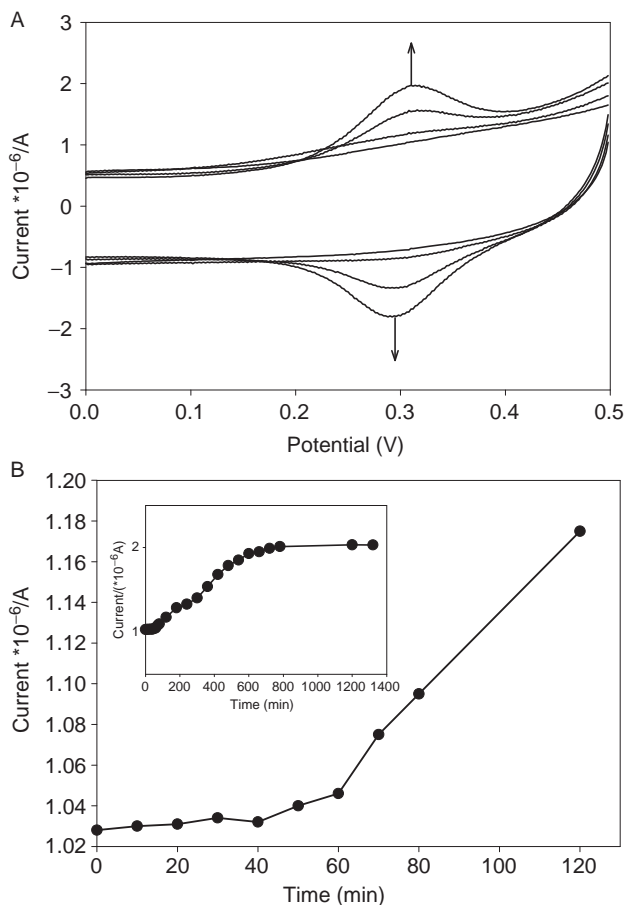 A
3
2
1
0
−1
−2
−3
Current *10⁻⁶/A
0.0 0.1 0.2 0.3 0.4 0.5
Potential (V)
B
1.20
1.18
1.16
1.14
1.12
1.10
1.08
1.06
1.04
1.02
Current *10⁻⁶/A
2
1
Current/(*10⁻⁶A)
0 200 400 600 800 1000 1200 1400
Time (min)
0 20 40 60 80 100 120
Time (min)